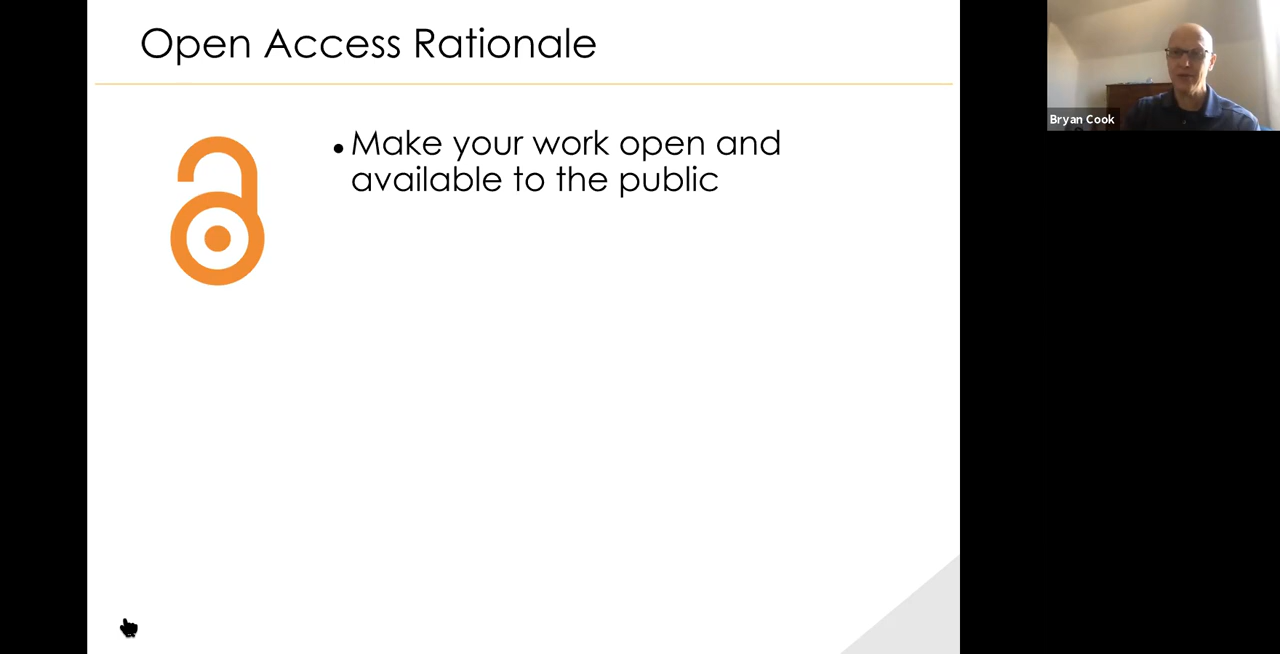 Open Access Rationale
• Make your work open and
available to the public
Bryan Cook